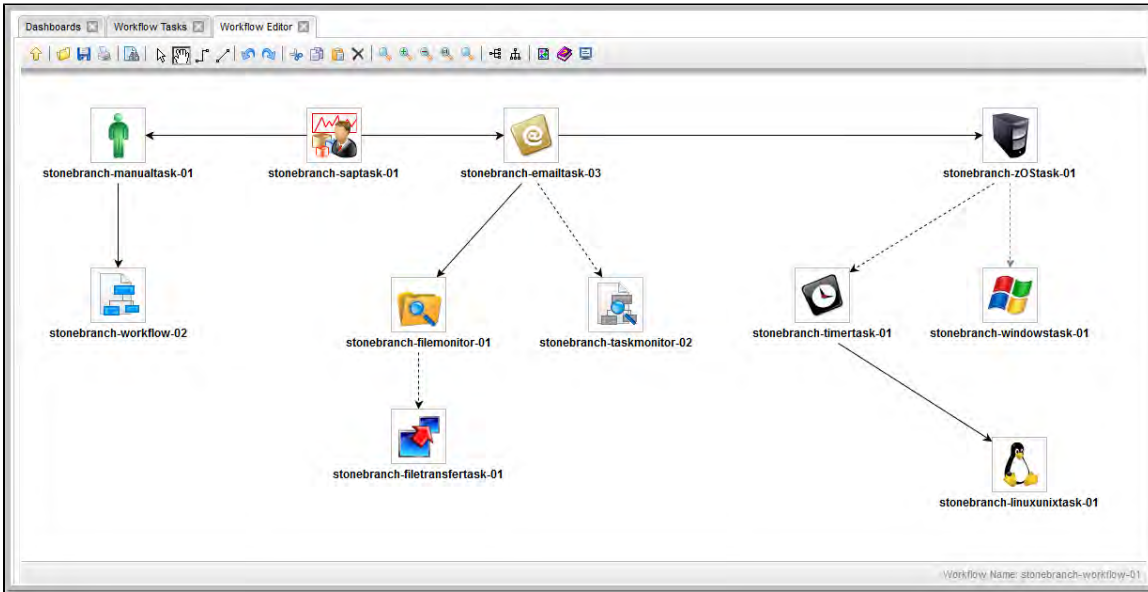 Dashboards
Workflow Tasks
Workflow Editor
stonebranch-manualtask-01
stonebranch-saptask-01
stonebranch-emailtask-03
stonebranch-zOStask-01
stonebranch-workflow-02
stonebranch-filemonitor-01
stonebranch-taskmonitor-02
stonebranch-timertask-01
stonebranch-windowstask-01
stonebranch-filetransfertask-01
stonebranch-linuxunixtask-01
Workflow Name: stonebranch-workflow-01